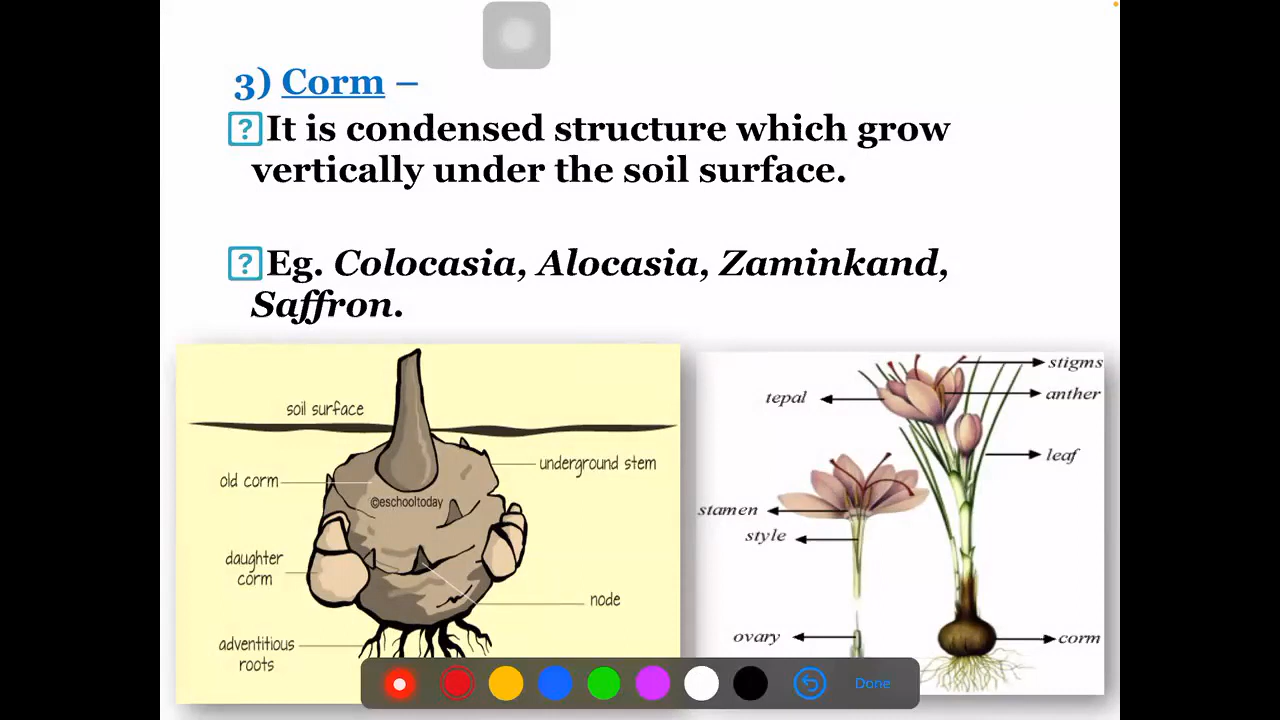 3) Corm –
It is condensed structure which grow
vertically under the soil surface.
Eg. Colocasia, Alocasia, Zaminkand,
Saffron.
soil surface
underground stem
old corm
©eschooltoday
daughter
corm
node
adventitious
roots
stigms
tepal
anther
leaf
stamen
style
ovary
corm
Done